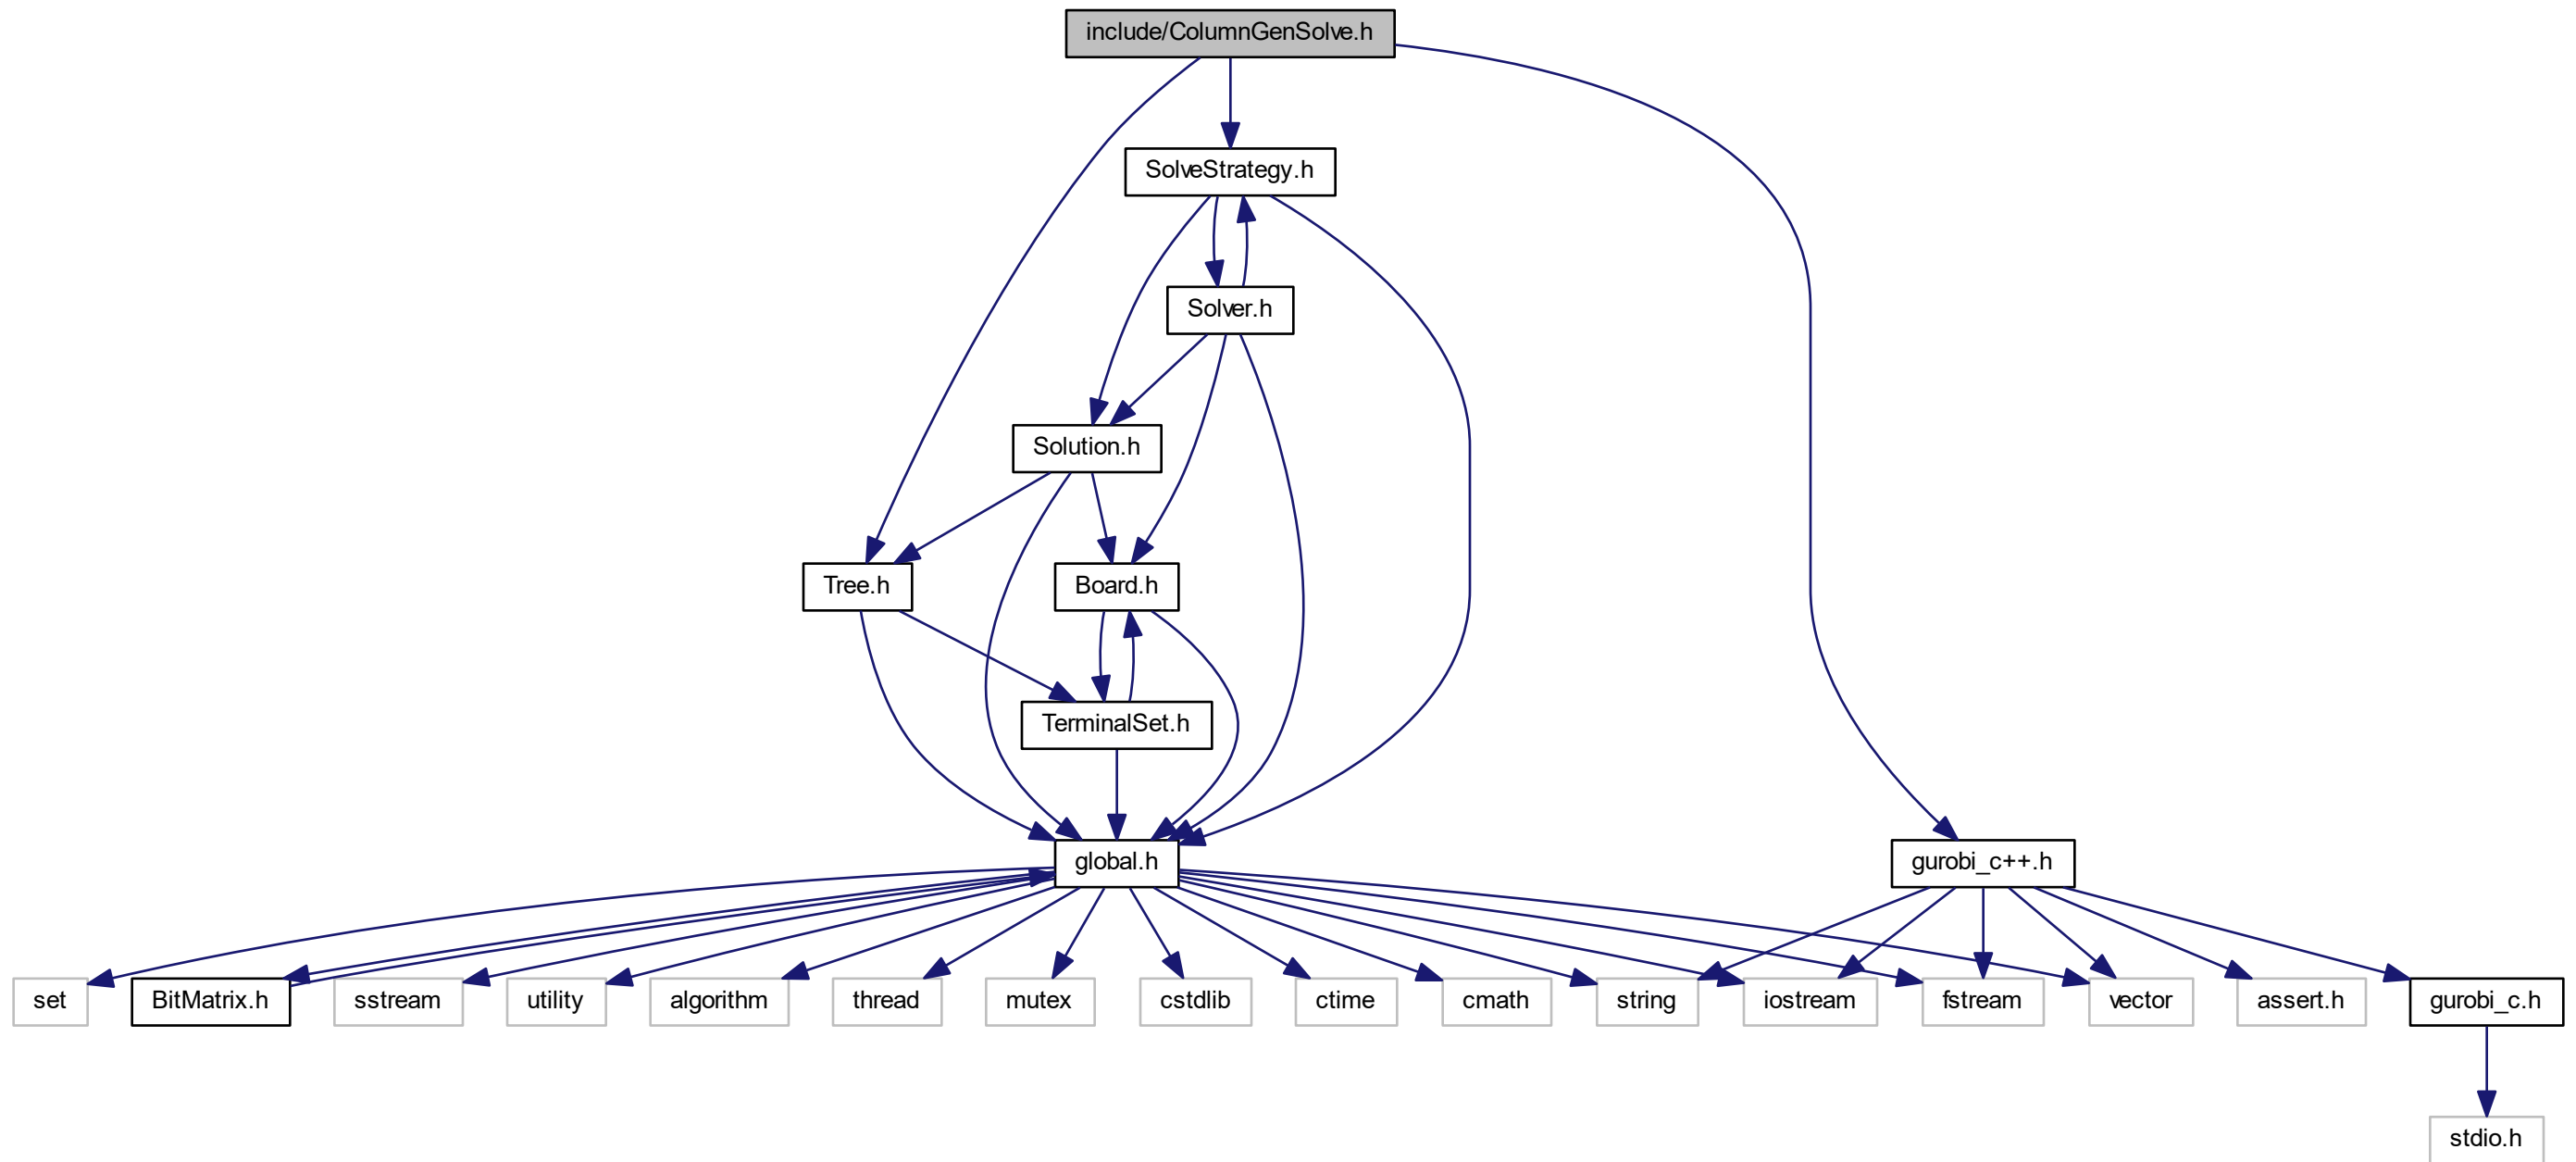 include/ColumnGenSolve.h
SolveStrategy.h
Solver.h
Solution.h
Tree.h
Board.h
TerminalSet.h
global.h
gurobi_c++.h
set
BitMatrix.h
sstream
utility
algorithm
thread
mutex
cstdlib
ctime
cmath
string
iostream
fstream
vector
assert.h
gurobi_c.h
stdio.h